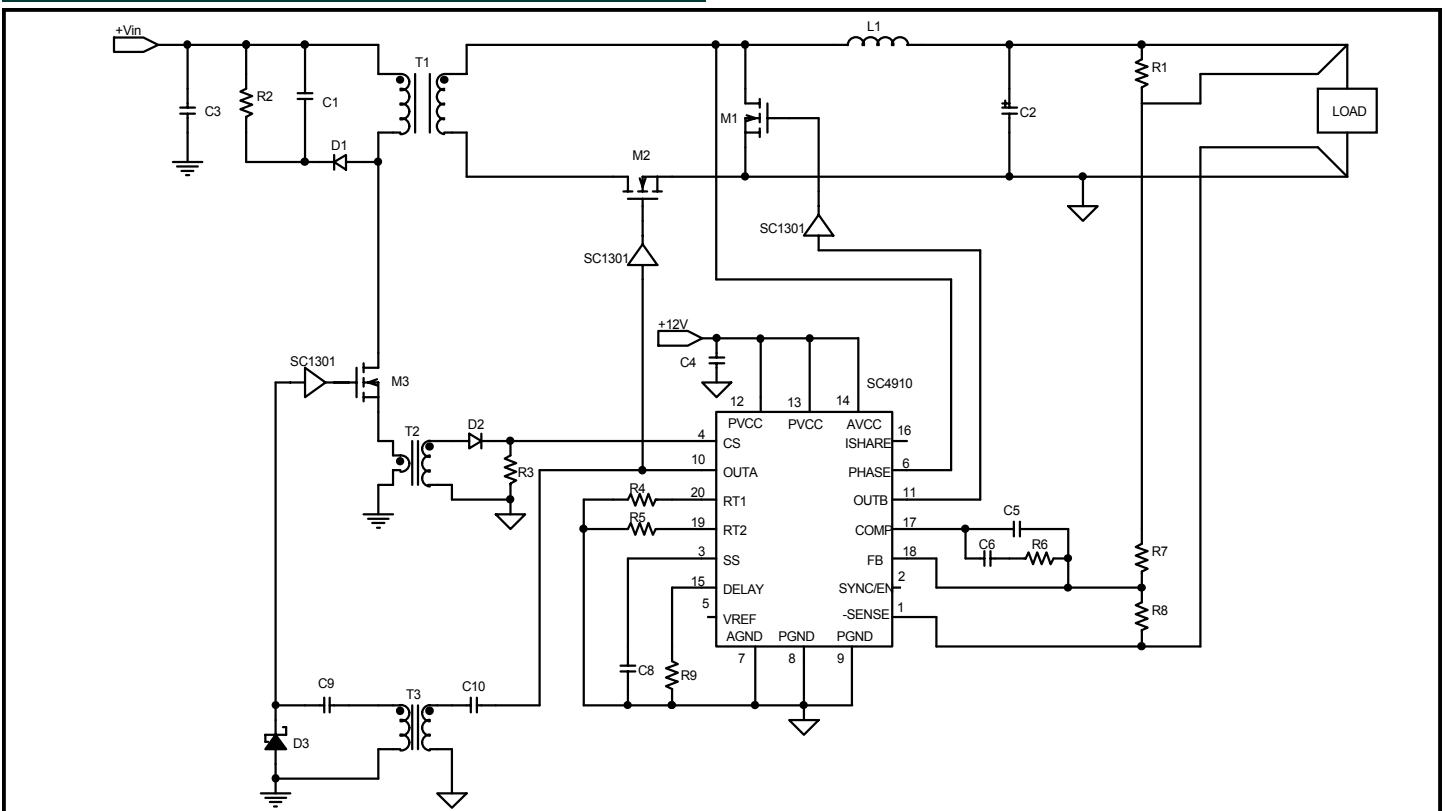 +Vin
L1
T1
R1
R2
C1
C3
C2
LOAD
M1
D1
M2
SC1301
SC1301
+12V
C4
SC4910
SC1301
M3
12
13
14
PVCC
PVCC
AVCC
T2
D2
R3
4
CS
ISHARE
16
10
OUTA
PHASE
6
R4
20
RT1
OUTB
11
R5
19
RT2
COMP
17
C5
C6
R6
3
SS
FB
18
R7
15
DELAY
SYNC/EN
2
5
VREF
-SENSE
1
R8
AGND
PGND
PGND
7
8
9
C8
R9
C9
T3
C10
D3